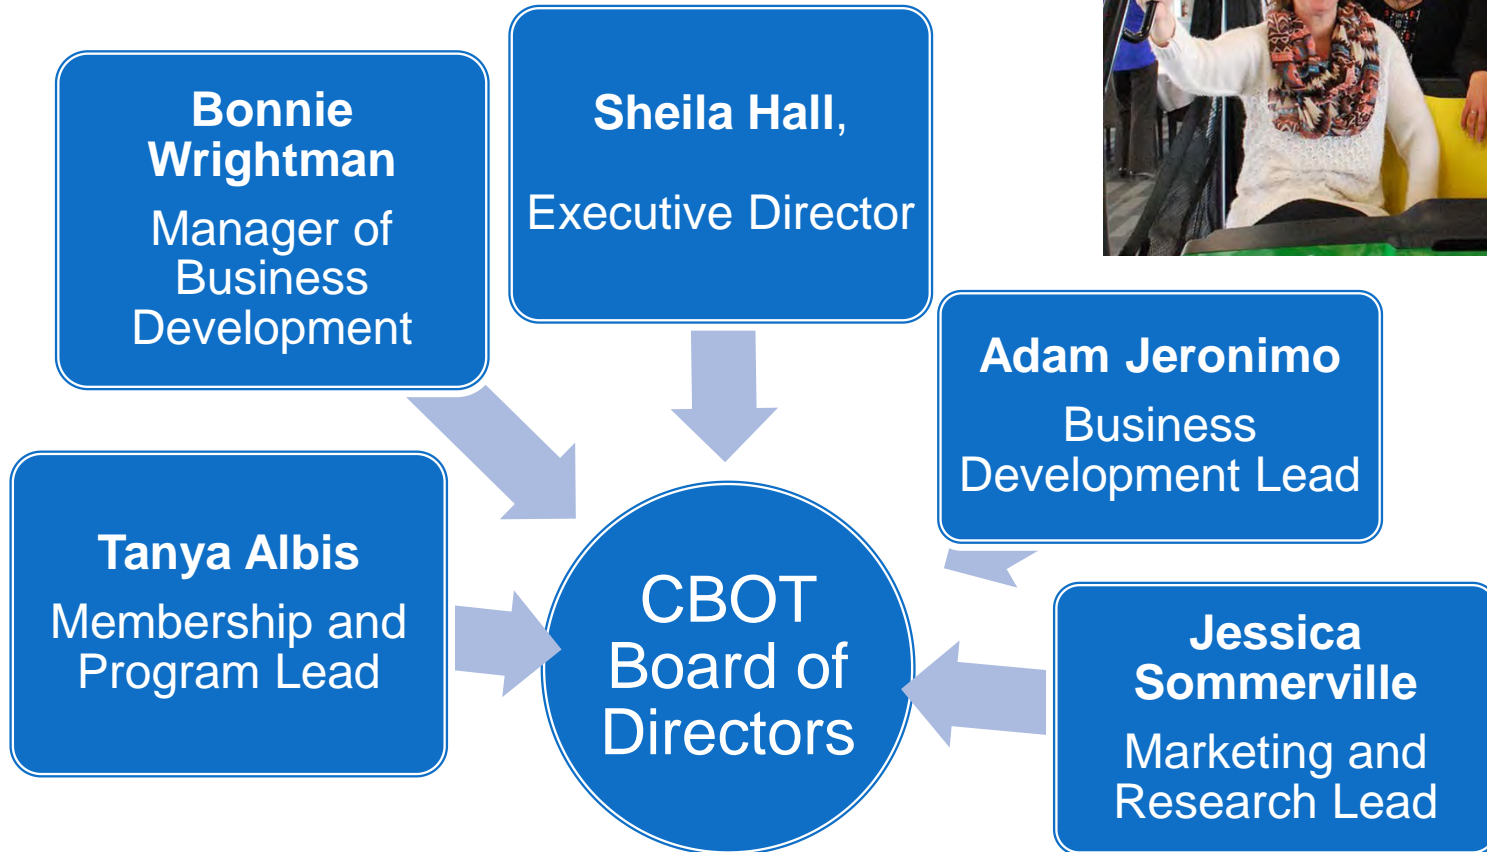 Bonnie
Wrightman
Manager of
Business
Development
Sheila Hall,
Executive Director
Adam Jeronimo
Business
Development Lead
Tanya Albis
Membership and
Program Lead
CBOT
Board of
Directors
Jessica
Sommerville
Marketing and
Research Lead